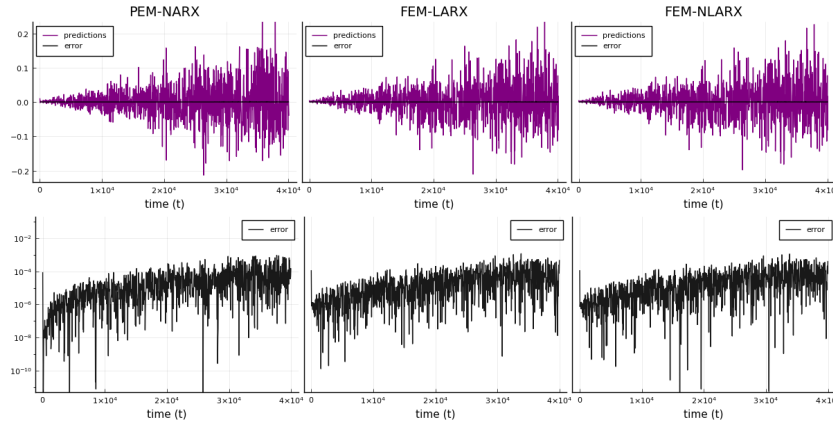 PEM-NARX FEM-LARX FEM-NLARX
0.2 predictions error predictions error predictions error
0.1
0.0
-0.1
-0.2
0 1×10⁴ 2×10⁴ 3×10⁴ 4×10⁴ 0 1×10⁴ 2×10⁴ 3×10⁴ 4×10⁴ 0 1×10⁴ 2×10⁴ 3×10⁴ 4×10⁴
time (t) time (t) time (t)
error error error
10⁻²
10⁻⁴
10⁻⁶
10⁻⁸
10⁻¹⁰
0 1×10⁴ 2×10⁴ 3×10⁴ 4×10⁴ 0 1×10⁴ 2×10⁴ 3×10⁴ 4×10⁴ 0 1×10⁴ 2×10⁴ 3×10⁴ 4×10⁴
time (t) time (t) time (t)